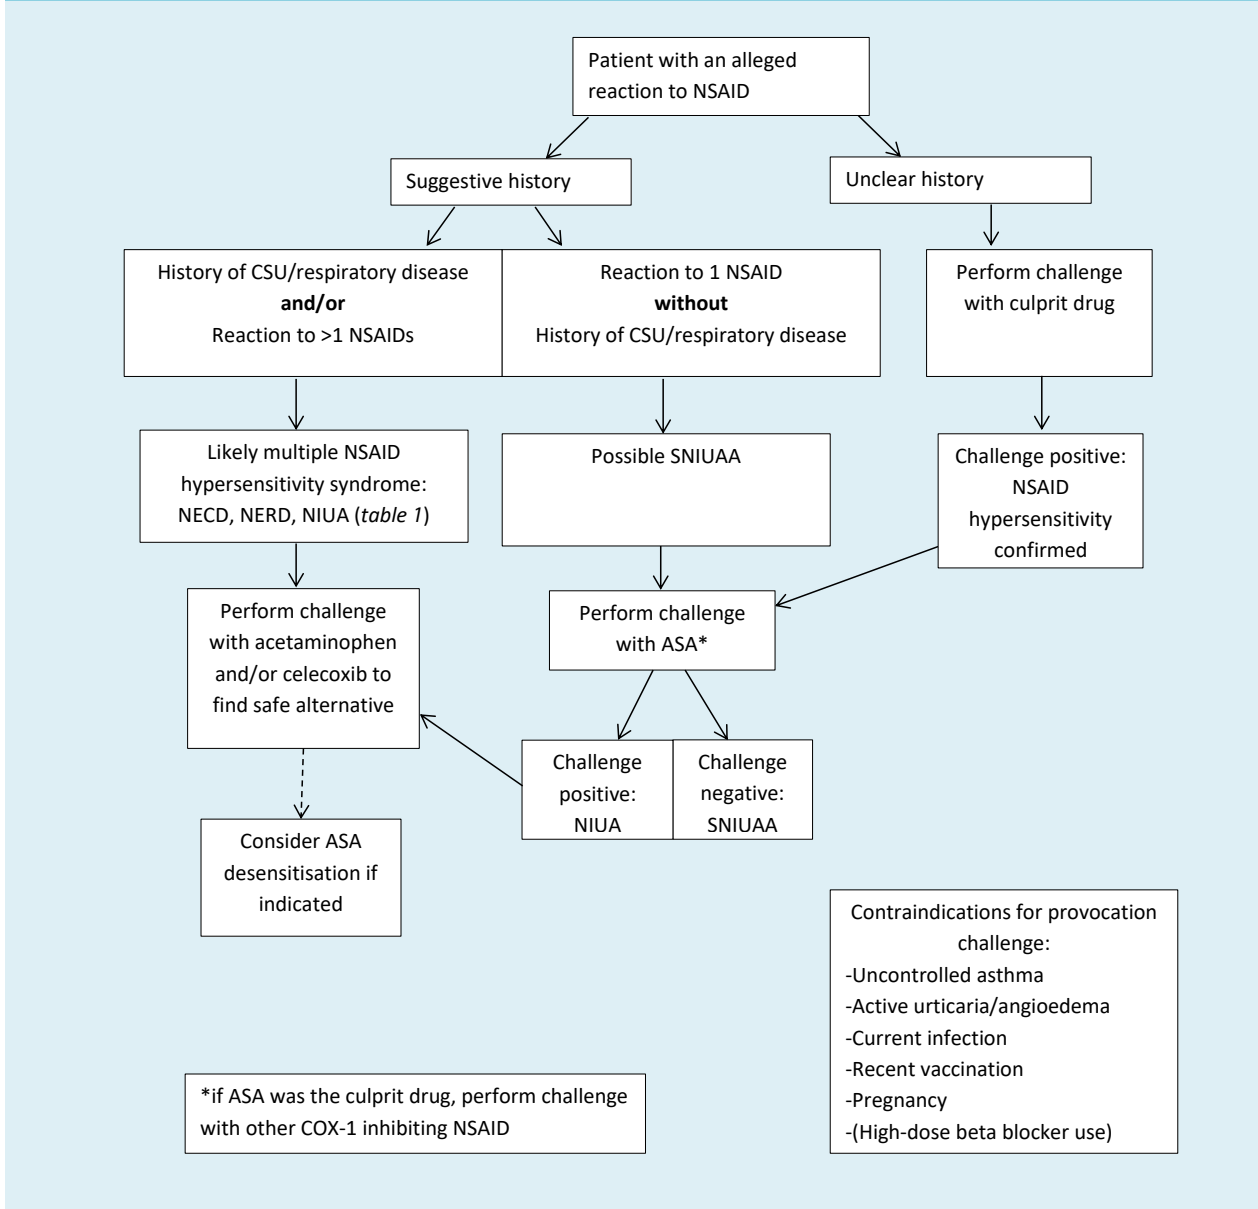 Patient with an alleged
reaction to NSAID
Suggestive history
Unclear history
History of CSU/respiratory disease
and/or
Reaction to >1 NSAIDs
Reaction to 1 NSAID
without
History of CSU/respiratory disease
Perform challenge
with culprit drug
Likely multiple NSAID
hypersensitivity syndrome:
NECD, NERD, NIUA (table 1)
Possible SNIUAA
Challenge positive:
NSAID
hypersensitivity
confirmed
Perform challenge
with acetaminophen
and/or celecoxib to
find safe alternative
Perform challenge
with ASA*
Challenge
positive:
NIUA
Challenge
negative:
SNIUAA
Consider ASA
desensitisation if
indicated
Contraindications for provocation
challenge:
-Uncontrolled asthma
-Active urticaria/angioedema
-Current infection
-Recent vaccination
-Pregnancy
-(High-dose beta blocker use)
*if ASA was the culprit drug, perform challenge
with other COX-1 inhibiting NSAID